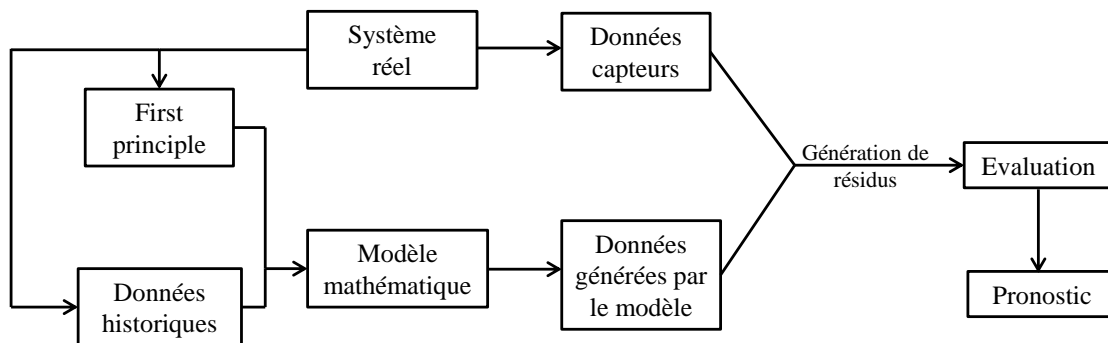 Système
réel
Données
capteurs
First
principle
Génération de
résidus
Evaluation
Modèle
mathématique
Données
générées par
le modèle
Données
historiques
Pronostic